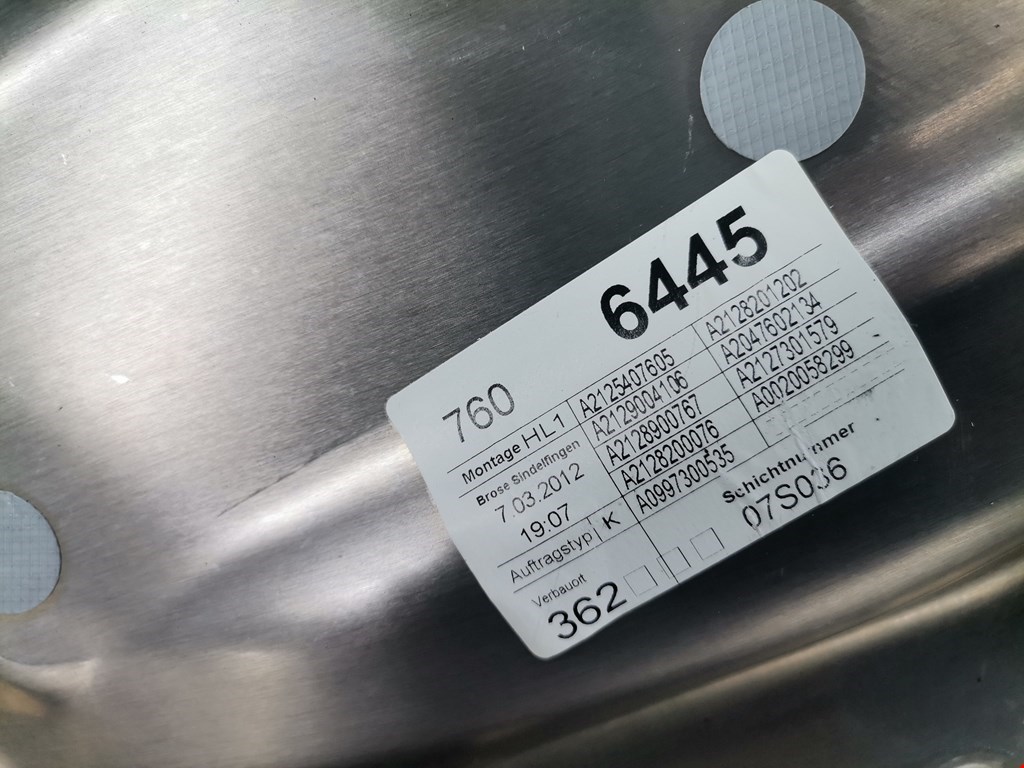 6445
760
Montage HL1
Brose Sindelfingen
7.03.2012
19:07
Auftragstyp K
Verbauort
362
A2125407605 A2128201202
A2129004106 A2047602134
A2128900767 A2127301579
A2128200076 A0020058299
A0997300535
Schichtnummer
07S036